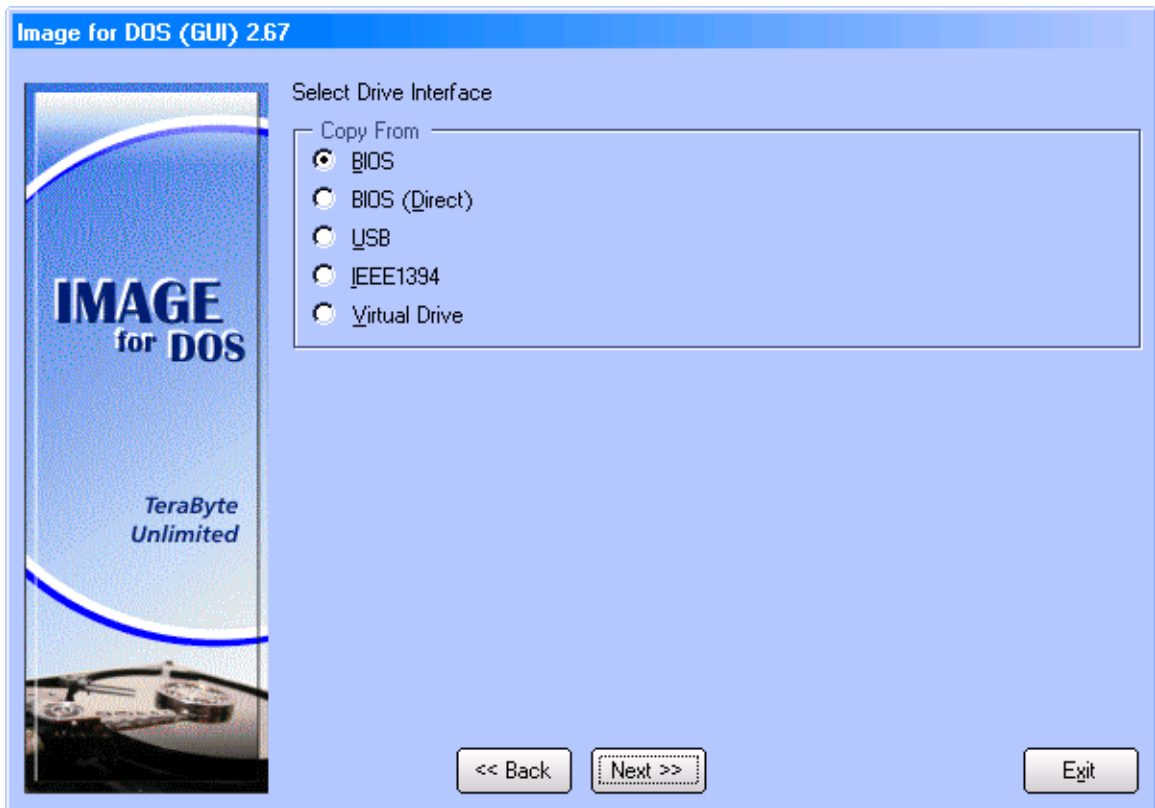 Image for DOS (GUI) 2.67
Select Drive Interface
Copy From
BIOS
BIOS (Direct)
USB
IEEE1394
Virtual Drive
IMAGE
for DOS
TeraByte
Unlimited
<< Back
Next >>
Exit